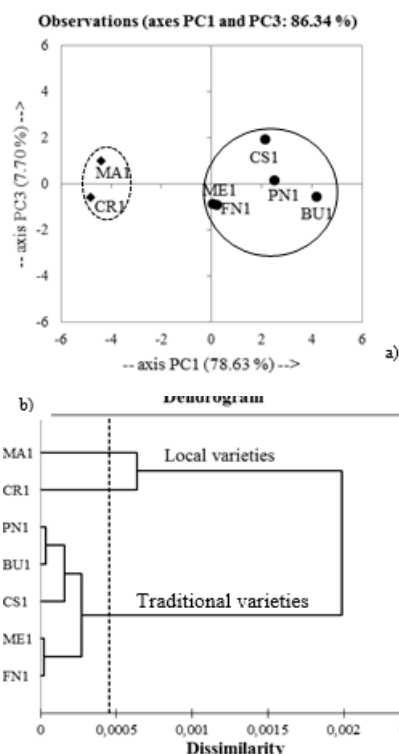 Observations (axes PC1 and PC3: 86.34 %)
6
4
2
0
-2
-4
-6
-- axis PC3 (7.70%) -->
MA1
CR1
CS1
ME1
FN1
PN1
BU1
-6 -4 -2 0 2 4 6
-- axis PC1 (78.63 %) -->
a)
b)
Dendrogram
MA1
Local varieties
CR1
PN1
BU1
CS1
Traditional varieties
ME1
FN1
0 0,0005 0,001 0,0015 0,002
Dissimilarity